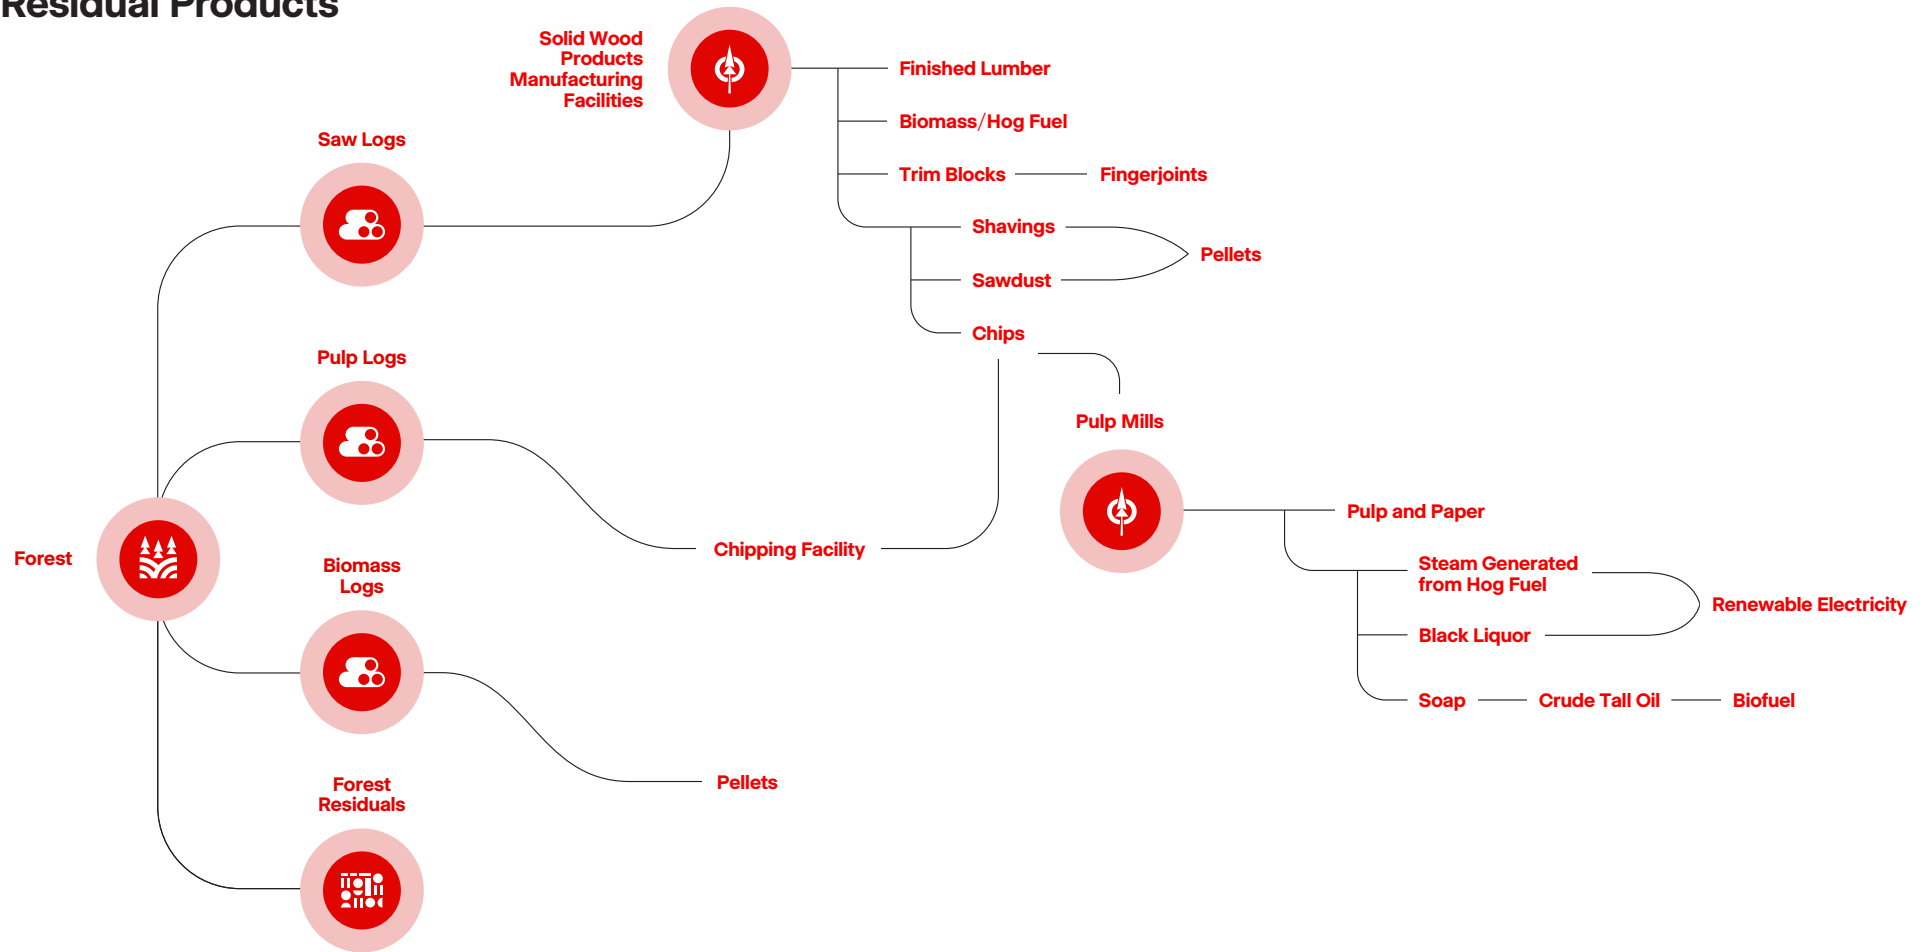 Residual Products
Solid Wood
Products
Manufacturing
Facilities
Finished Lumber
Biomass/Hog Fuel
Trim Blocks
Fingerjoints
Shavings
Sawdust
Pellets
Chips
Saw Logs
Pulp Logs
Pulp Mills
Chipping Facility
Pulp and Paper
Steam Generated
from Hog Fuel
Black Liquor
Renewable Electricity
Soap
Crude Tall Oil
Biofuel
Forest
Biomass
Logs
Pellets
Forest
Residuals